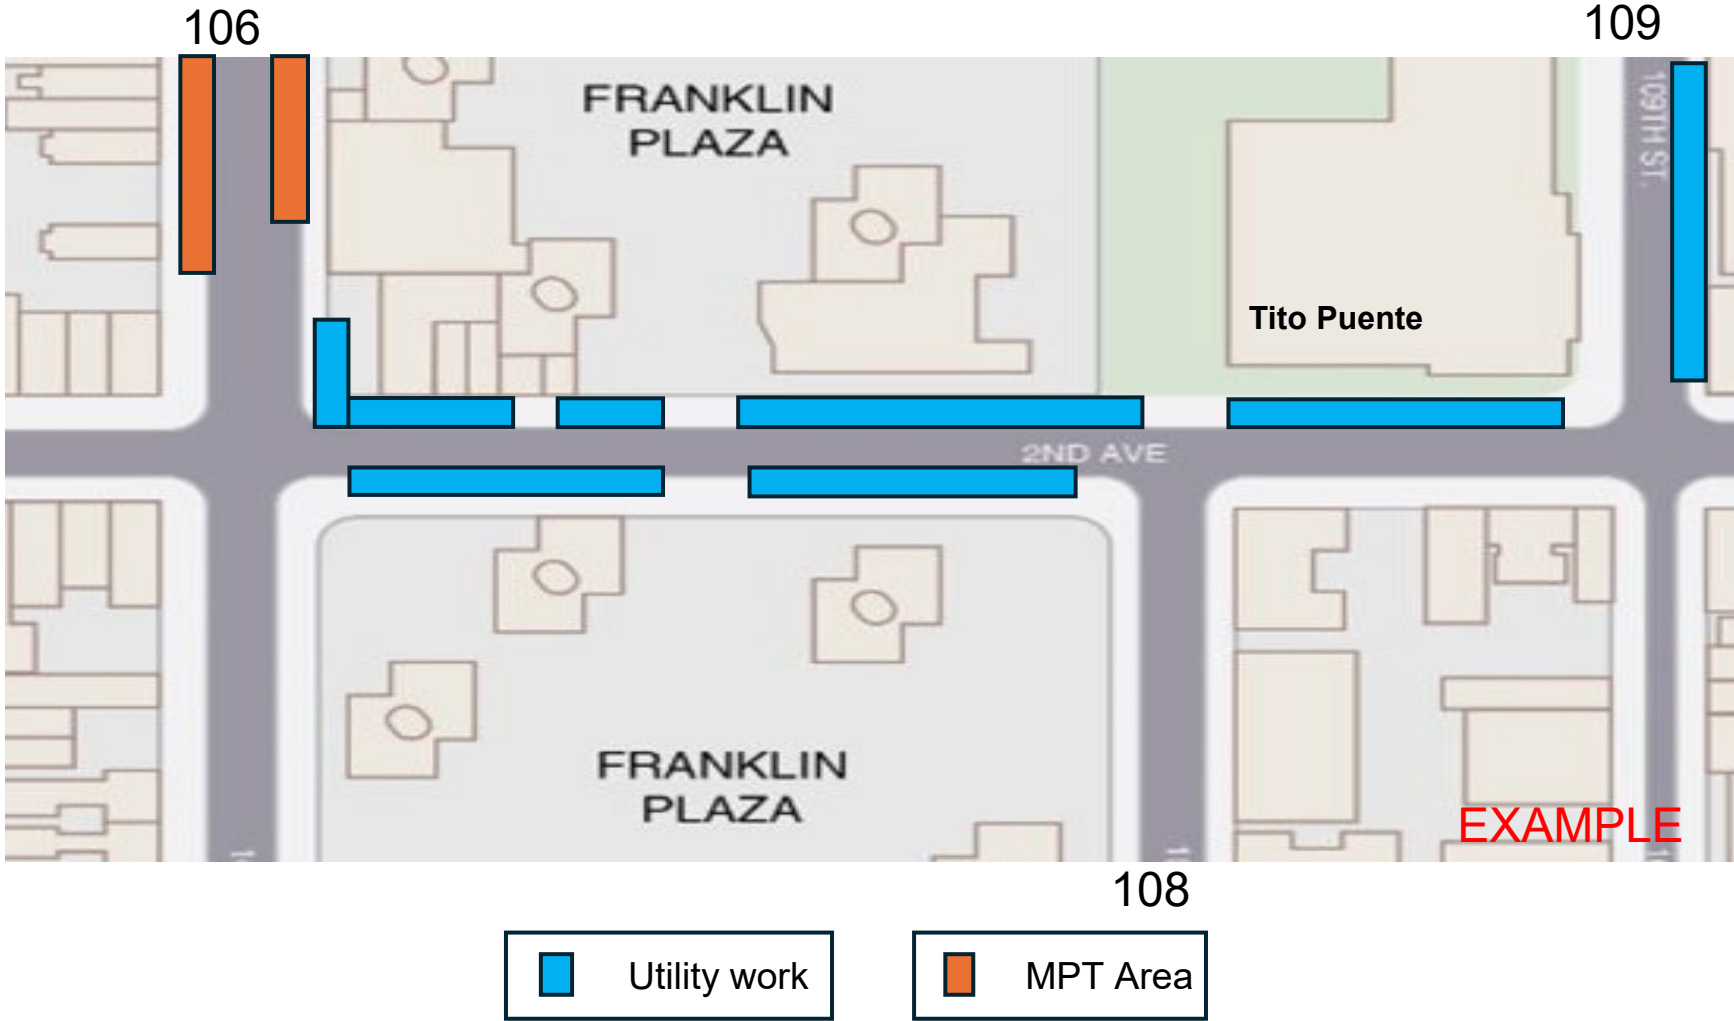 106
109
FRANKLIN
PLAZA
109TH ST.
Tito Puente
2ND AVE
FRANKLIN
PLAZA
EXAMPLE
108
Utility work
MPT Area